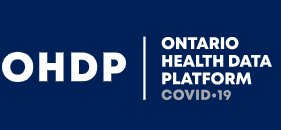 OHDP
ONTARIO
HEALTH DATA
PLATFORM
COVID•19